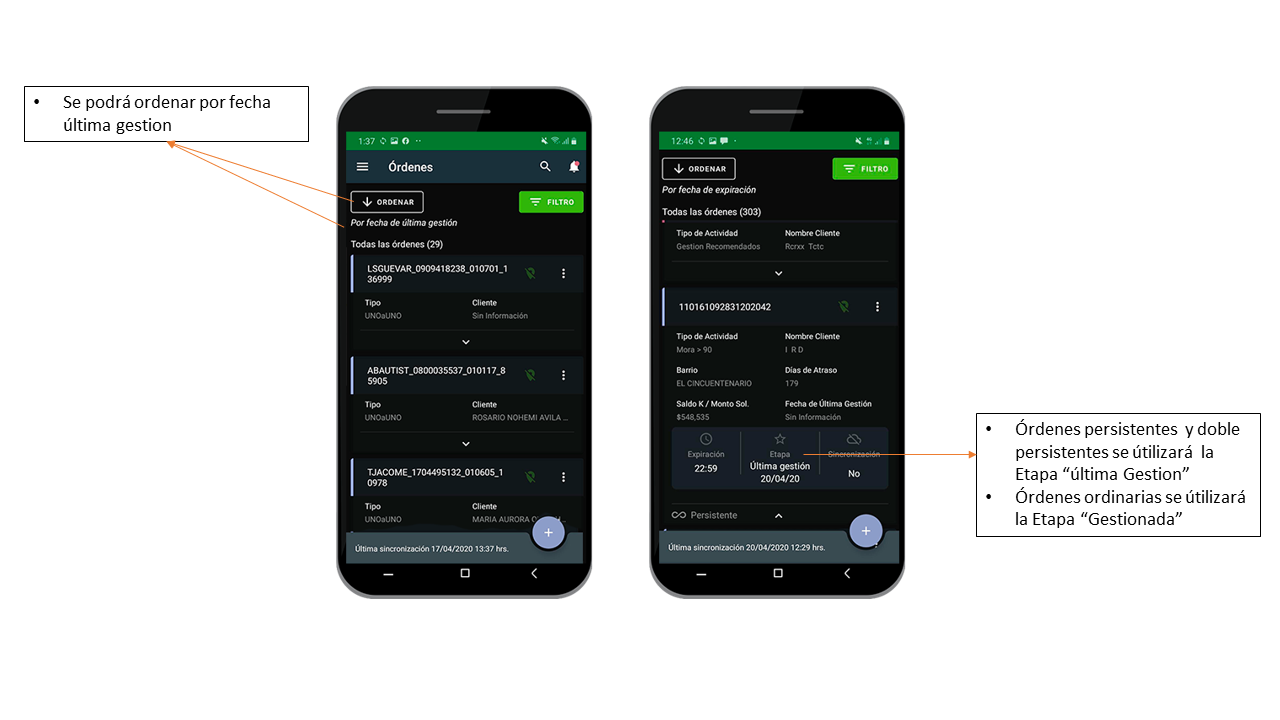 • Se podrá ordenar por fecha
última gestion
1:37
Órdenes
ORDENAR
FILTRO
Por fecha de última gestión
Todas las órdenes (29)
LSGUEVAR_0909418238_010701_1
36999
Tipo Cliente
UNOaUNO Sin Información
ABAUTIST_0800035537_010117_8
5905
Tipo Cliente
UNOaUNO ROSARIO NOHEMI AVILA ...
TJACOME_1704495132_010605_1
0978
Tipo Cliente
UNOaUNO MARIA AURORA
Última sincronización 17/04/2020 13:37 hrs.
12:46
ORDENAR
FILTRO
Por fecha de expiración
Todas las órdenes (303)
Tipo de Actividad Nombre Cliente
Gestion Recomendados Rcrxx Tctc
110161092831202042
Tipo de Actividad Nombre Cliente
Mora > 90 I R D
Barrio Días de Atraso
EL CINCUENTENARIO 179
Saldo K / Monto Sol. Fecha de Última Gestión
$548,535 Sin Información
Expiración Etapa Sincronización
22:59 Última gestión
20/04/20 No
Persistente
Última sincronización 20/04/2020 12:29 hrs.
• Órdenes persistentes y doble
persistentes se útilizará la
Etapa “última Gestion”
• Órdenes ordinarias se útilizará
la Etapa “Gestionada”